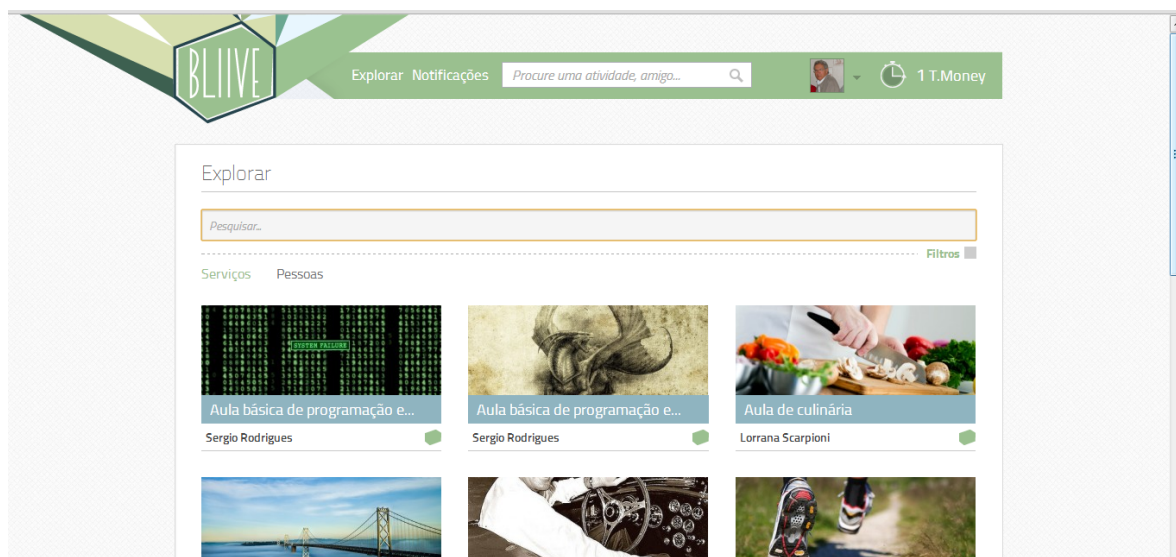 BLIIVE
Explorar Notificações Procure uma atividade, amigo... 1 T.Money
Explorar
Pesquisar...
Filtros
Serviços Pessoas
SYSTEM FAILURE
Aula básica de programação e... Aula básica de programação e... Aula de culinária
Sergio Rodrigues Sergio Rodrigues Lorrana Scarpioni